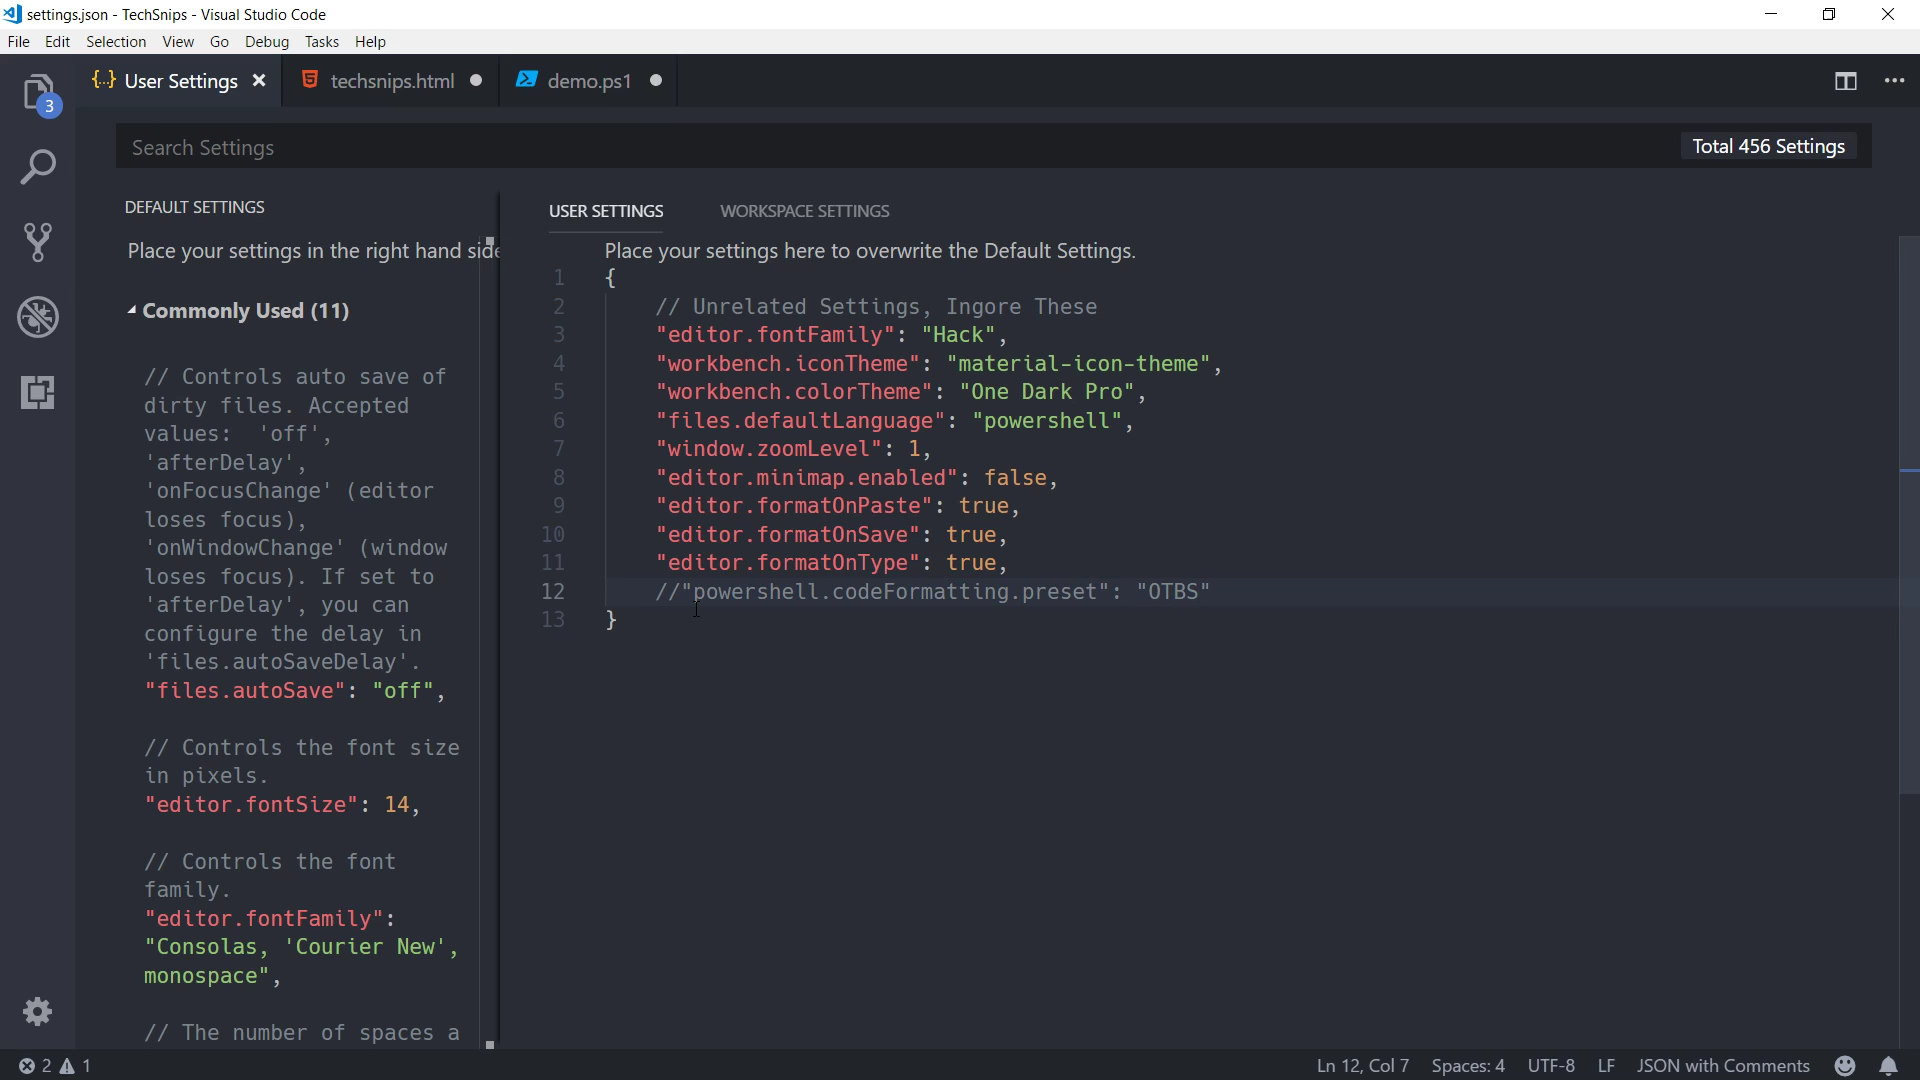 settings.json - TechSnips - Visual Studio Code
File Edit Selection View Go Debug Tasks Help
3
{..} User Settings
techsnips.html
demo.ps1
Search Settings
Total 456 Settings
DEFAULT SETTINGS
Place your settings in the right hand side
Commonly Used (11)
// Controls auto save of
dirty files. Accepted
values:  'off',
'afterDelay',
'onFocusChange' (editor
loses focus),
'onWindowChange' (window
loses focus). If set to
'afterDelay', you can
configure the delay in
'files.autoSaveDelay'.
"files.autoSave": "off",
// Controls the font size
in pixels.
"editor.fontSize": 14,
// Controls the font
family.
"editor.fontFamily":
"Consolas, 'Courier New',
monospace",
// The number of spaces a
USER SETTINGS
WORKSPACE SETTINGS
Place your settings here to overwrite the Default Settings.
1 {
2 // Unrelated Settings, Ingore These
3 "editor.fontFamily": "Hack",
4 "workbench.iconTheme": "material-icon-theme",
5 "workbench.colorTheme": "One Dark Pro",
6 "files.defaultLanguage": "powershell",
7 "window.zoomLevel": 1,
8 "editor.minimap.enabled": false,
9 "editor.formatOnPaste": true,
10 "editor.formatOnSave": true,
11 "editor.formatOnType": true,
12 //"powershell.codeFormatting.preset": "OTBS"
13 }
2 1
Ln 12, Col 7
Spaces: 4
UTF-8
LF
JSON with Comments